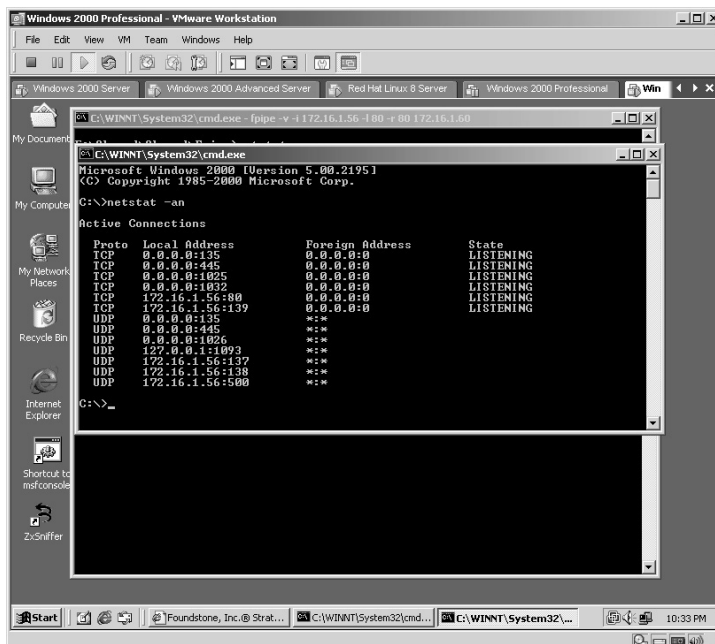 Windows 2000 Professional - VMware Workstation
File Edit View VM Team Windows Help
Windows 2000 Server Windows 2000 Advanced Server Red Hat Linux 8 Server Windows 2000 Professional Win
My Document
My Computer
My Network Places
Recycle Bin
Internet Explorer
Shortcut to msfconsole
ZxSniffer
C:\WINNT\System32\cmd.exe - fpipe -v -i 172.16.1.56 -l 80 -r 80 172.16.1.60
C:\WINNT\System32\cmd.exe
Microsoft Windows 2000 [Version 5.00.2195]
(C) Copyright 1985-2000 Microsoft Corp.
C:\>netstat -an
Active Connections
Proto Local Address Foreign Address State
TCP 0.0.0.0:135 0.0.0.0:0 LISTENING
TCP 0.0.0.0:445 0.0.0.0:0 LISTENING
TCP 0.0.0.0:1025 0.0.0.0:0 LISTENING
TCP 0.0.0.0:1032 0.0.0.0:0 LISTENING
TCP 172.16.1.56:80 0.0.0.0:0 LISTENING
TCP 172.16.1.56:139 0.0.0.0:0 LISTENING
UDP 0.0.0.0:135 *:*
UDP 0.0.0.0:445 *:*
UDP 0.0.0.0:1026 *:*
UDP 127.0.0.1:1093 *:*
UDP 172.16.1.56:137 *:*
UDP 172.16.1.56:138 *:*
UDP 172.16.1.56:500 *:*
C:\>_
Start Foundstone, Inc.® Strat... C:\WINNT\System32\cmd... C:\WINNT\System32\... 10:33 PM